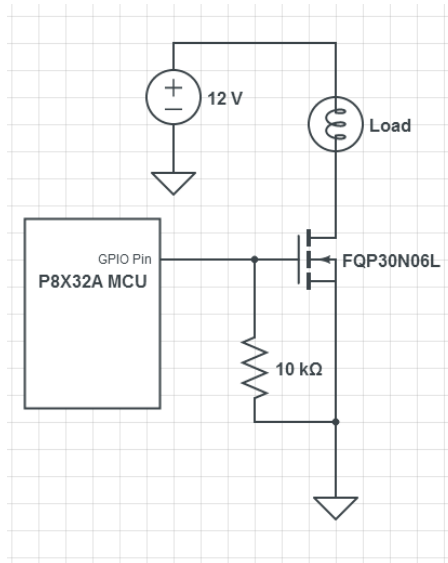 +
−
12 V
Load
GPIO Pin
P8X32A MCU
FQP30N06L
10 kΩ